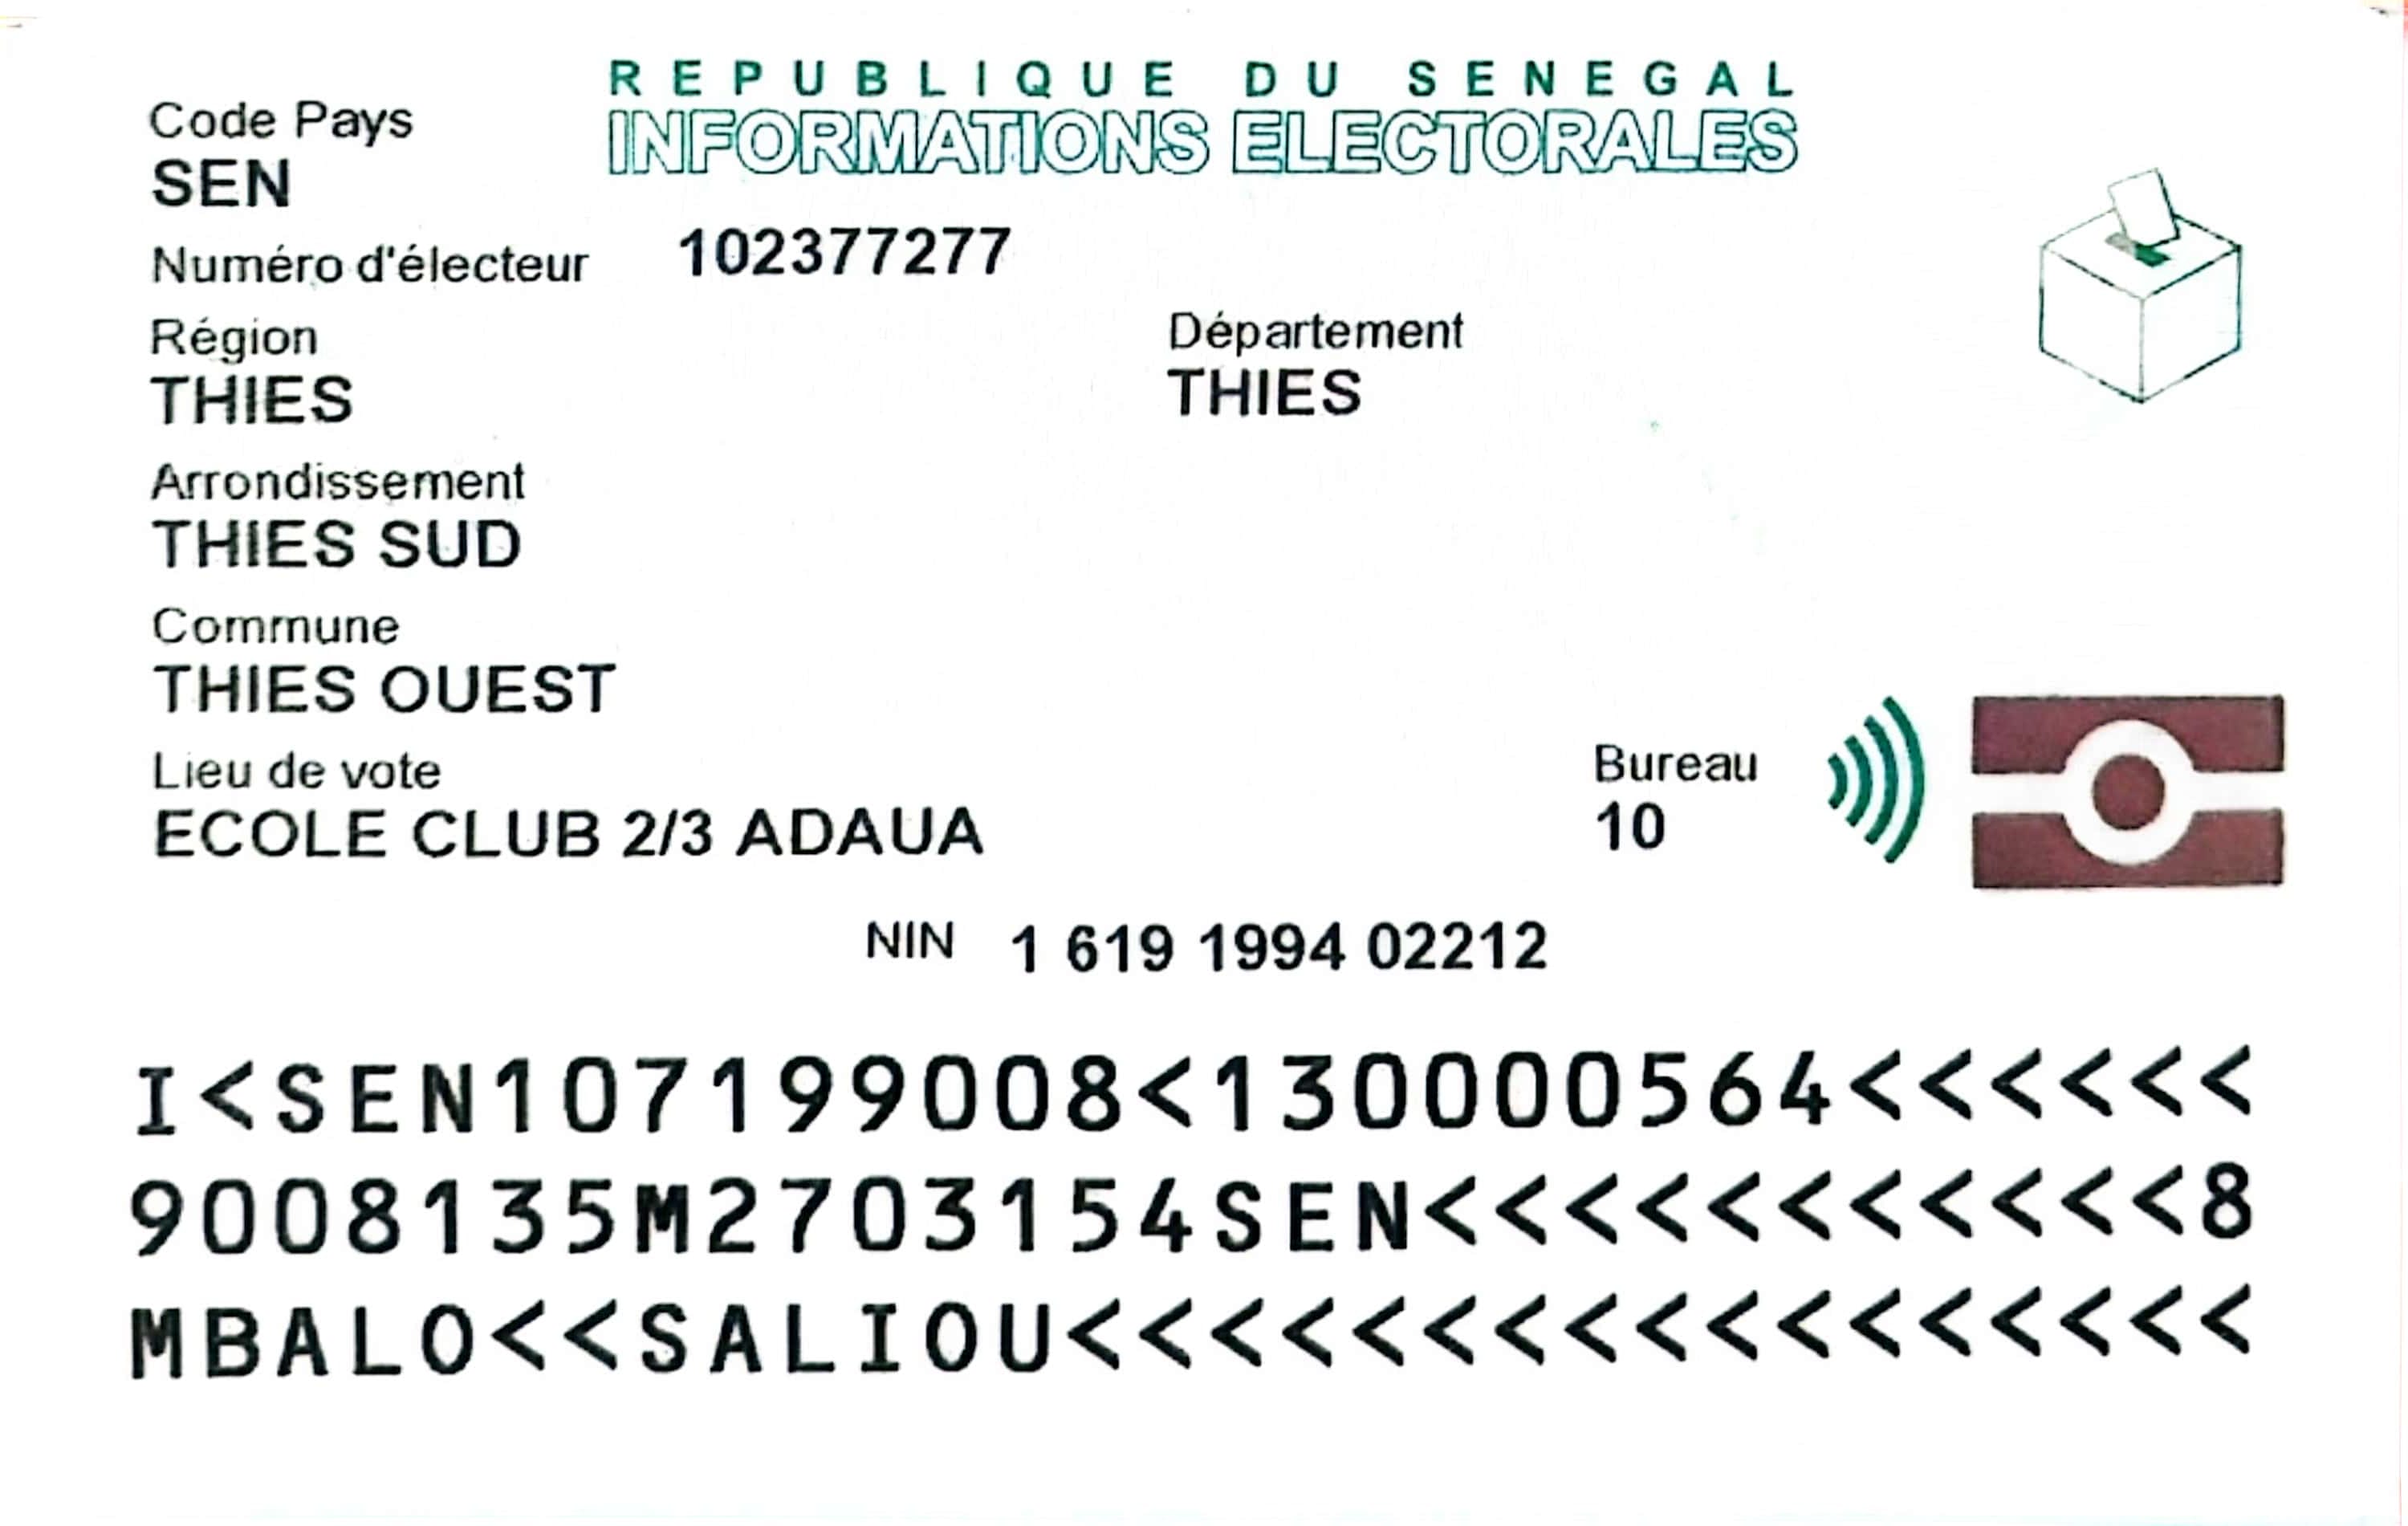 REPUBLIQUE DU SENEGAL
INFORMATIONS ELECTORALES
Code Pays
SEN
Numéro d'électeur 102377277
Région
THIES
Département
THIES
Arrondissement
THIES SUD
Commune
THIES OUEST
Lieu de vote
ECOLE CLUB 2/3 ADAUA
Bureau
10
NIN 1 619 1994 02212
I<SEN107199008<130000564<<<<<<
9008135M2703154SEN<<<<<<<<<<<8
MBALO<<SALIOU<<<<<<<<<<<<<<<<<